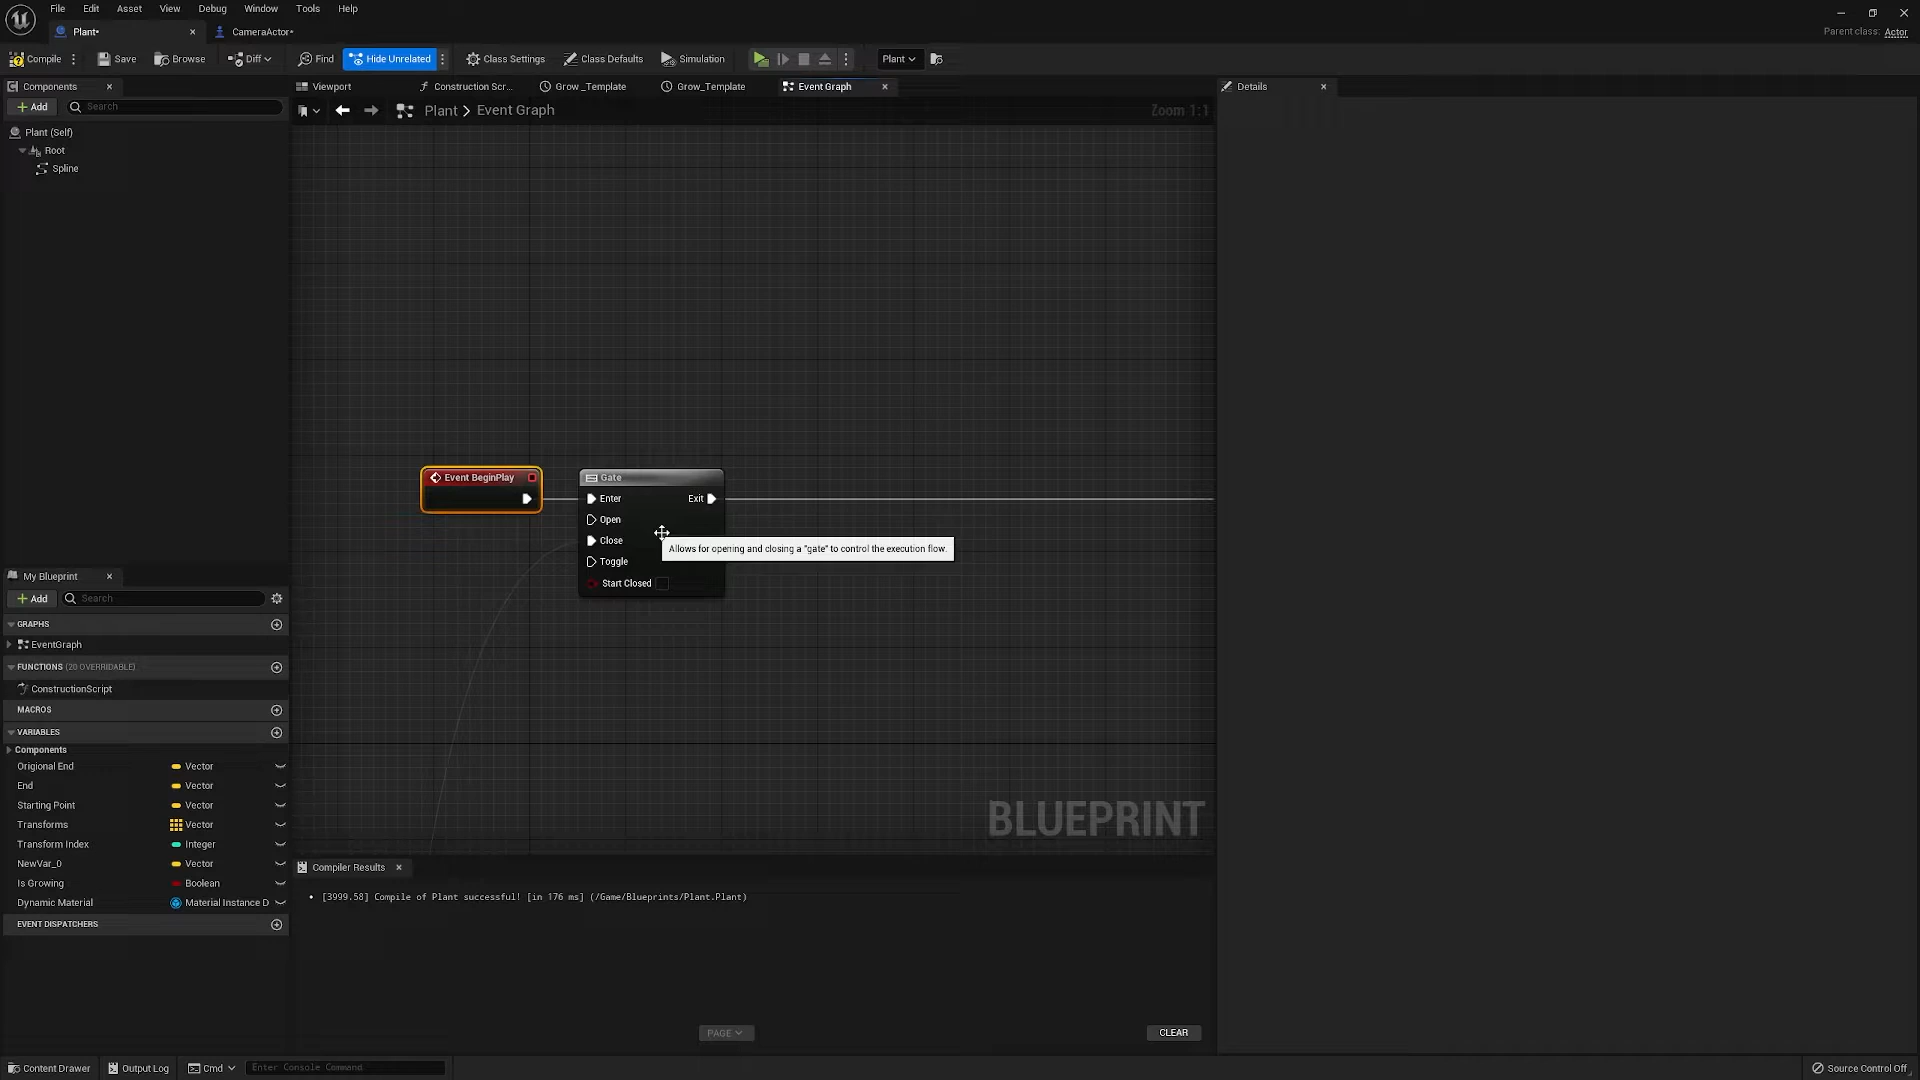 File Edit Asset View Debug Window Tools Help
Plant•
CameraActor•
Parent class: Actor
Compile Save Browse Diff Find Hide Unrelated Class Settings Class Defaults Simulation Plant
Components
Viewport Construction Scr... Grow_Template Grow_Template Event Graph
Details
Add Search
Plant > Event Graph
Zoom 1:1
Plant (Self)
Root
Spline
Event BeginPlay
Gate
Enter Exit
Open
Close
Allows for opening and closing a "gate" to control the execution flow.
Toggle
Start Closed
My Blueprint
Add Search
GRAPHS
EventGraph
FUNCTIONS (20 OVERRIDABLE)
ConstructionScript
MACROS
VARIABLES
Components
Origional End Vector
End Vector
Starting Point Vector
Transforms Vector
Transform Index Integer
NewVar_0 Vector
Is Growing Boolean
Dynamic Material Material Instance D
EVENT DISPATCHERS
BLUEPRINT
Compiler Results
• [3999.58] Compile of Plant successful! [in 176 ms] (/Game/Blueprints/Plant.Plant)
PAGE
CLEAR
Content Drawer Output Log Cmd Enter Console Command
Source Control Off